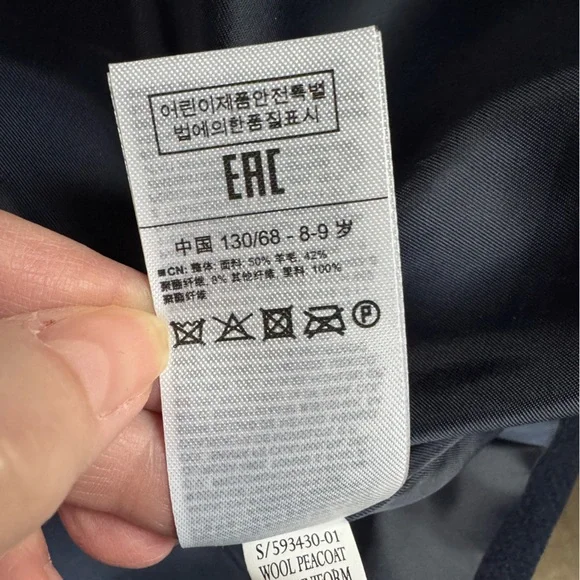 어린이제품안전특별
법에의한품질표시
EAC
中国 130/68 - 8-9 岁
CN: 整体: 面料: 50% 羊毛, 42%
聚酯纤维, 8% 其他纤维, 里料: 100%
聚酯纤维
P
S/593430-01
WOOL PEACOAT